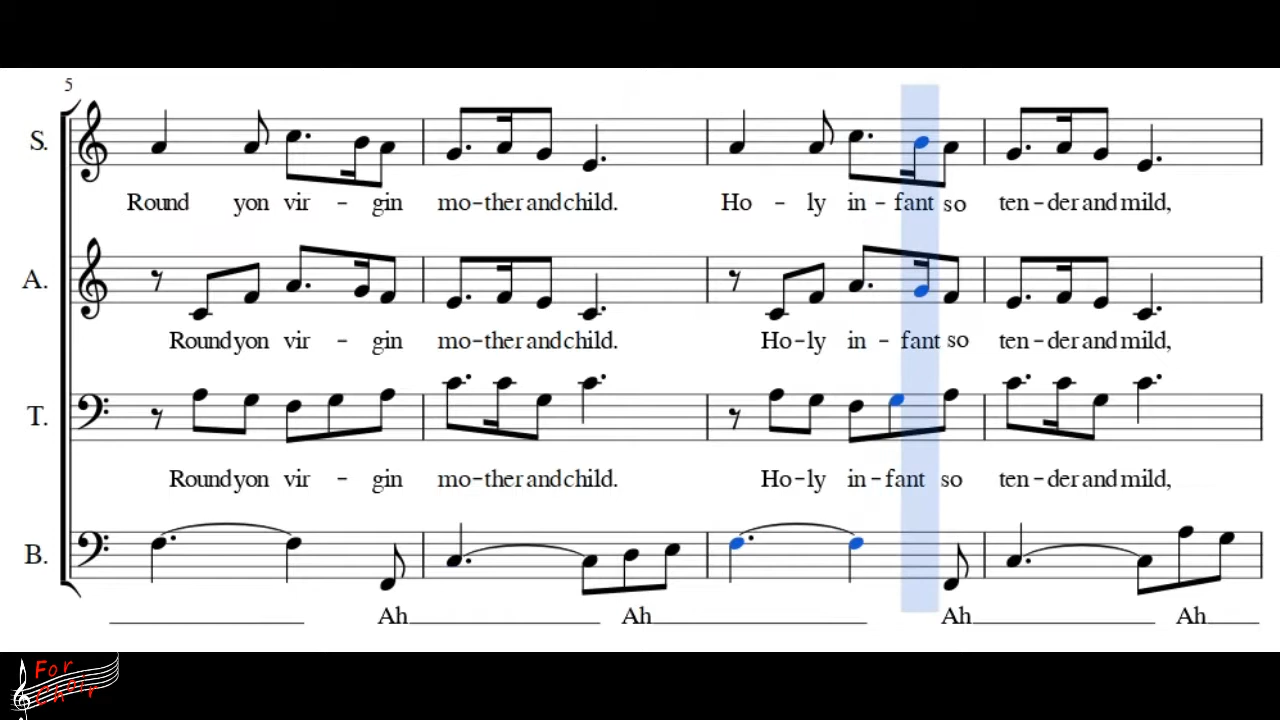 5
S.
Round yon vir - gin mo-ther and child. Ho - ly in - fant so ten-der and mild,
A.
Round yon vir - gin mo-ther and child. Ho-ly in - fant so ten-der and mild,
T.
Round yon vir - gin mo-ther and child. Ho-ly in-fant so ten-der and mild,
B.
Ah Ah Ah Ah
For
Choir